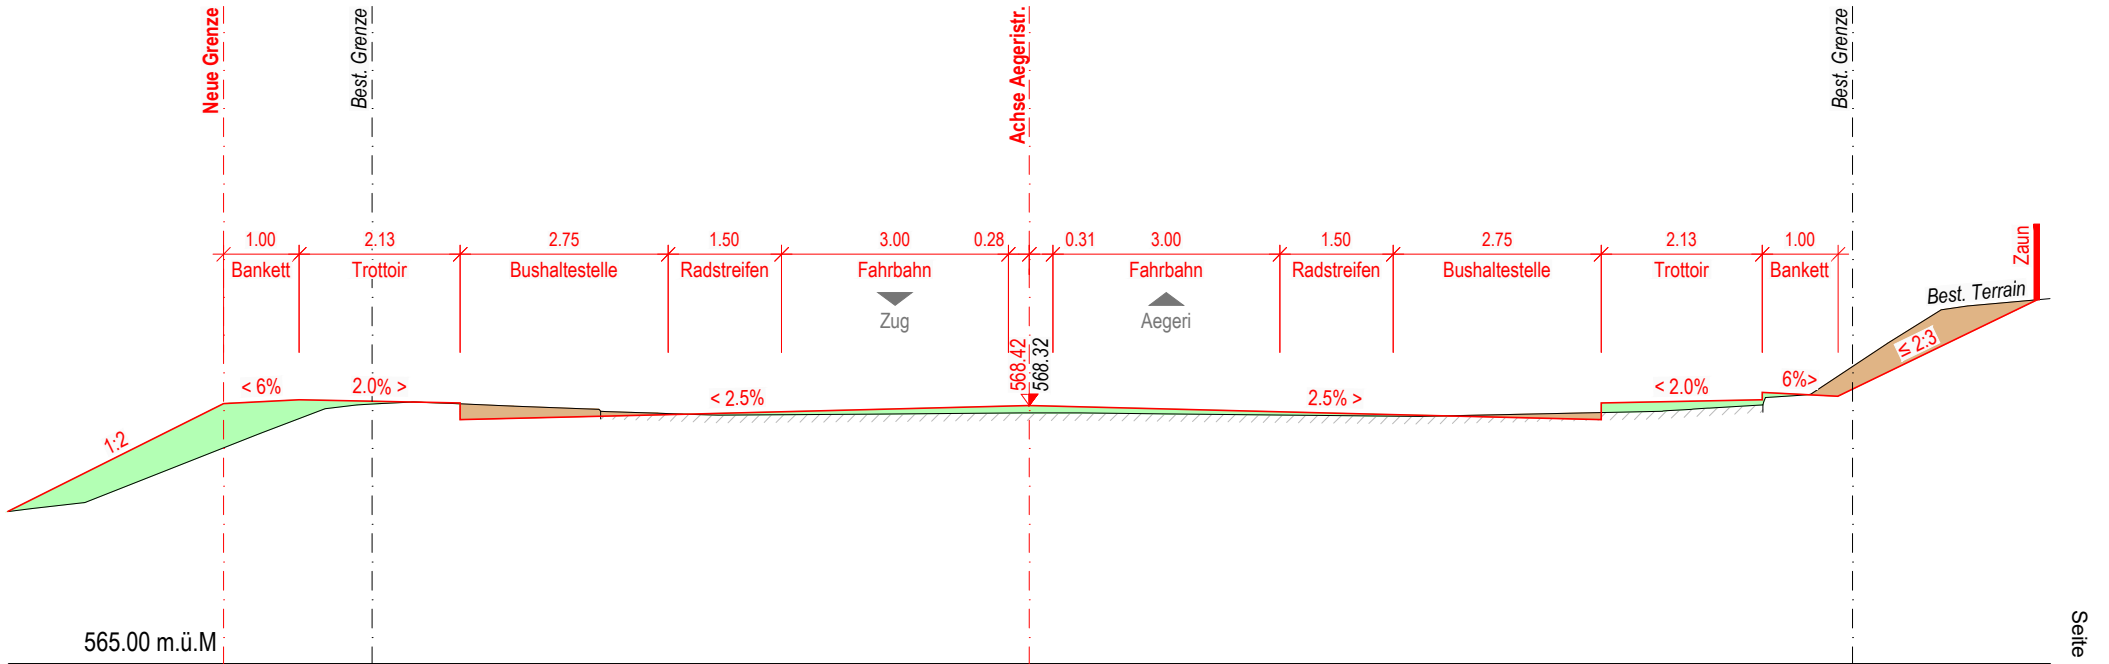 Neue Grenze
Best. Grenze
Achse Aegeristr.
Best. Grenze
1.00 2.13 2.75 1.50 3.00 0.28 0.31 3.00 1.50 2.75 2.13 1.00
Bankett Trottoir Bushaltestelle Radstreifen Fahrbahn Fahrbahn Radstreifen Bushaltestelle Trottoir Bankett
Zaun
Best. Terrain
Zug Aegeri
568.42
568.32
≤ 2:3
< 6% 2.0% > < 2.5% 2.5% > < 2.0% 6%>
1:2
565.00 m.ü.M
Seite